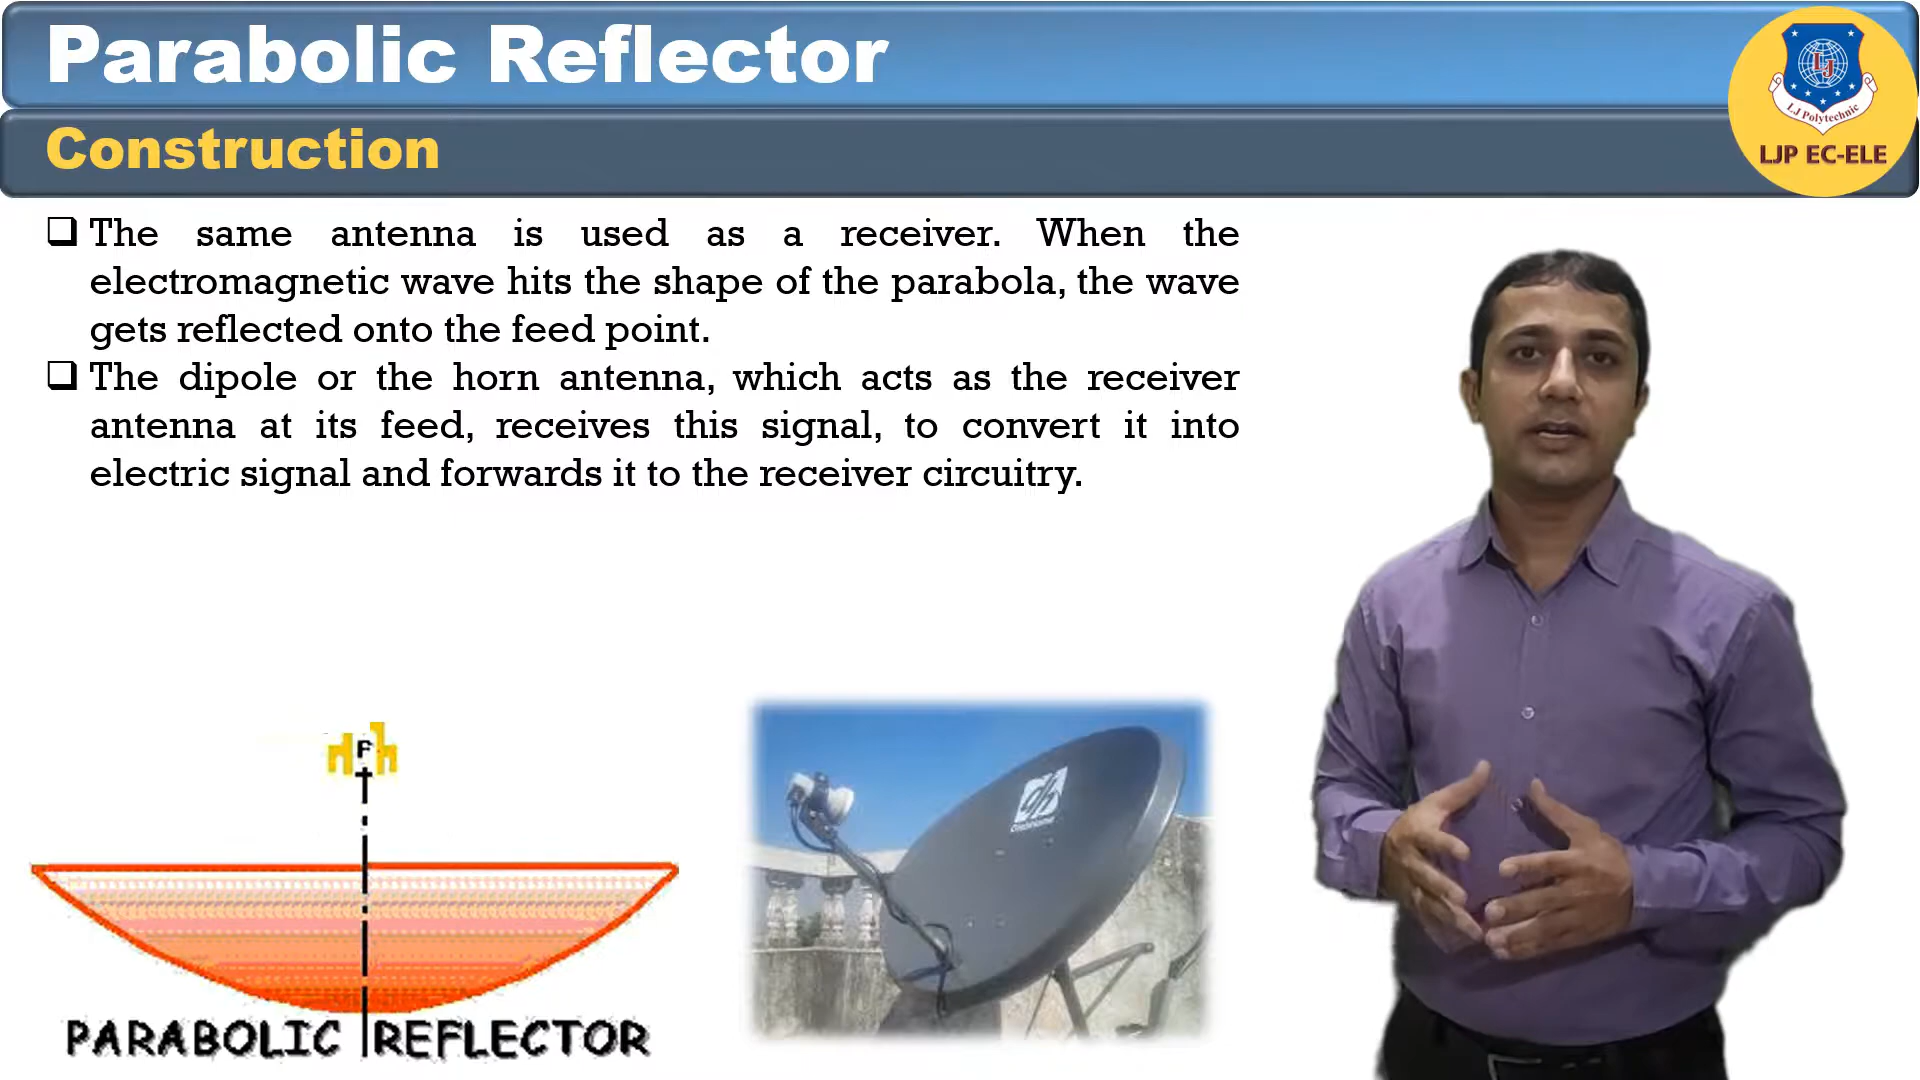 Parabolic Reflector
Construction
LJ
LJ Polytechnic
LJP EC-ELE
The same antenna is used as a receiver. When the
electromagnetic wave hits the shape of the parabola, the wave
gets reflected onto the feed point.
The dipole or the horn antenna, which acts as the receiver
antenna at its feed, receives this signal, to convert it into
electric signal and forwards it to the receiver circuitry.
F
dh
DishHome
PARABOLIC REFLECTOR